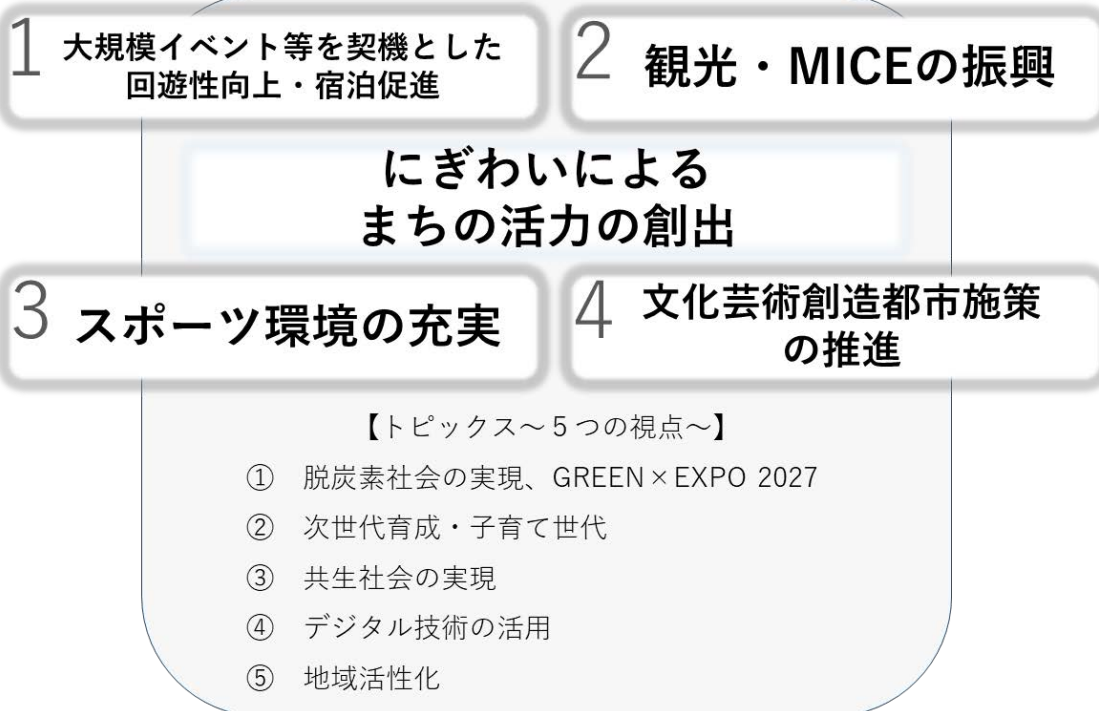 1
大規模イベント等を契機とした
回遊性向上・宿泊促進
2
観光・MICEの振興
にぎわいによる
まちの活力の創出
3
スポーツ環境の充実
4
文化芸術創造都市施策
の推進
【トピックス～５つの視点～】
① 脱炭素社会の実現、GREEN×EXPO 2027
② 次世代育成・子育て世代
③ 共生社会の実現
④ デジタル技術の活用
⑤ 地域活性化